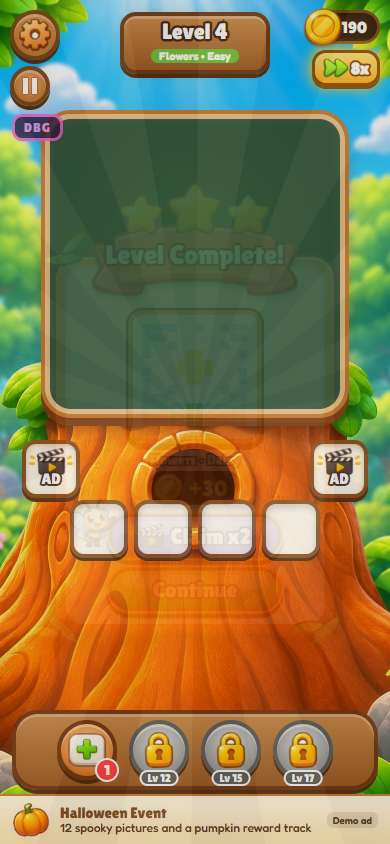 Level 4
Flowers • Easy
190
8x
DBG
Level Complete!
+30
AD
AD
Claim x2
Continue
1
Lv 12
Lv 15
Lv 17
Halloween Event
12 spooky pictures and a pumpkin reward track
Demo ad